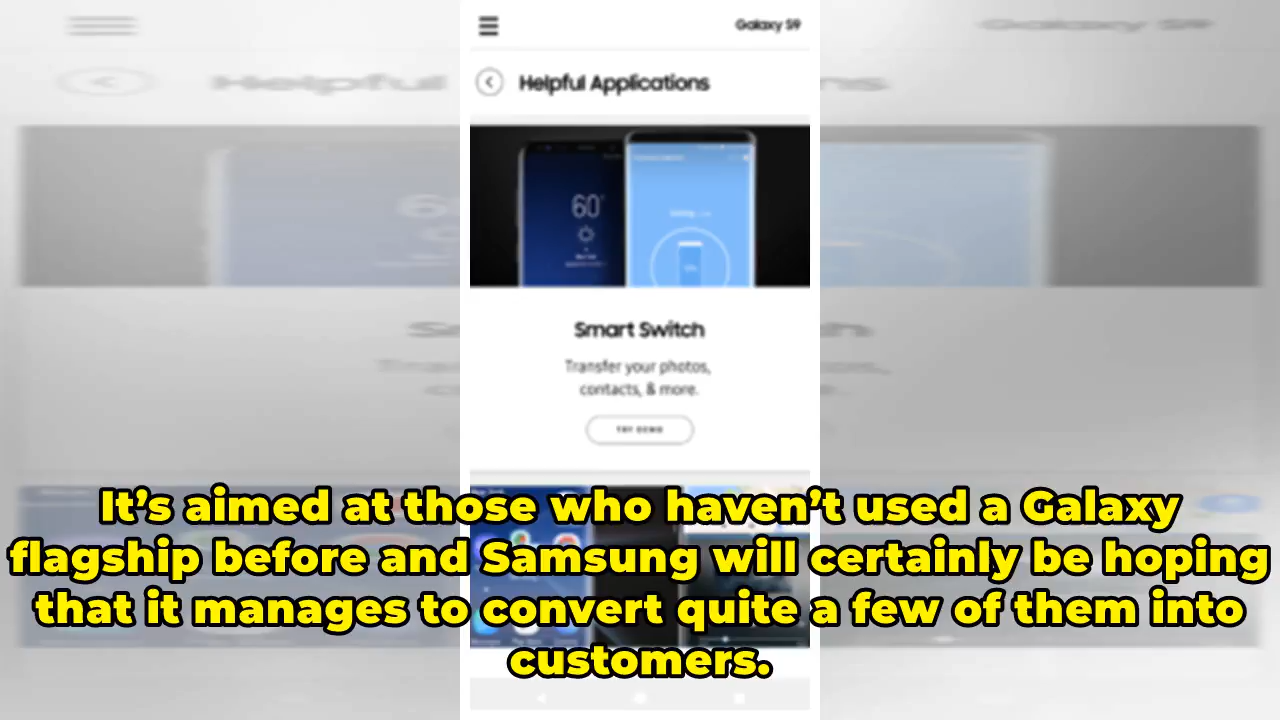 Galaxy S9
Helpful Applications
60°
Smart Switch
Transfer your photos,
contacts, & more.
TRY DEMO
It's aimed at those who haven't used a Galaxy
flagship before and Samsung will certainly be hoping
that it manages to convert quite a few of them into
customers.